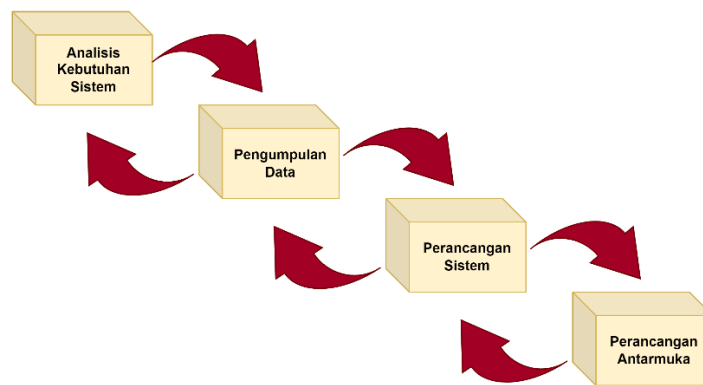 Analisis
Kebutuhan
Sistem
Pengumpulan
Data
Perancangan
Sistem
Perancangan
Antarmuka